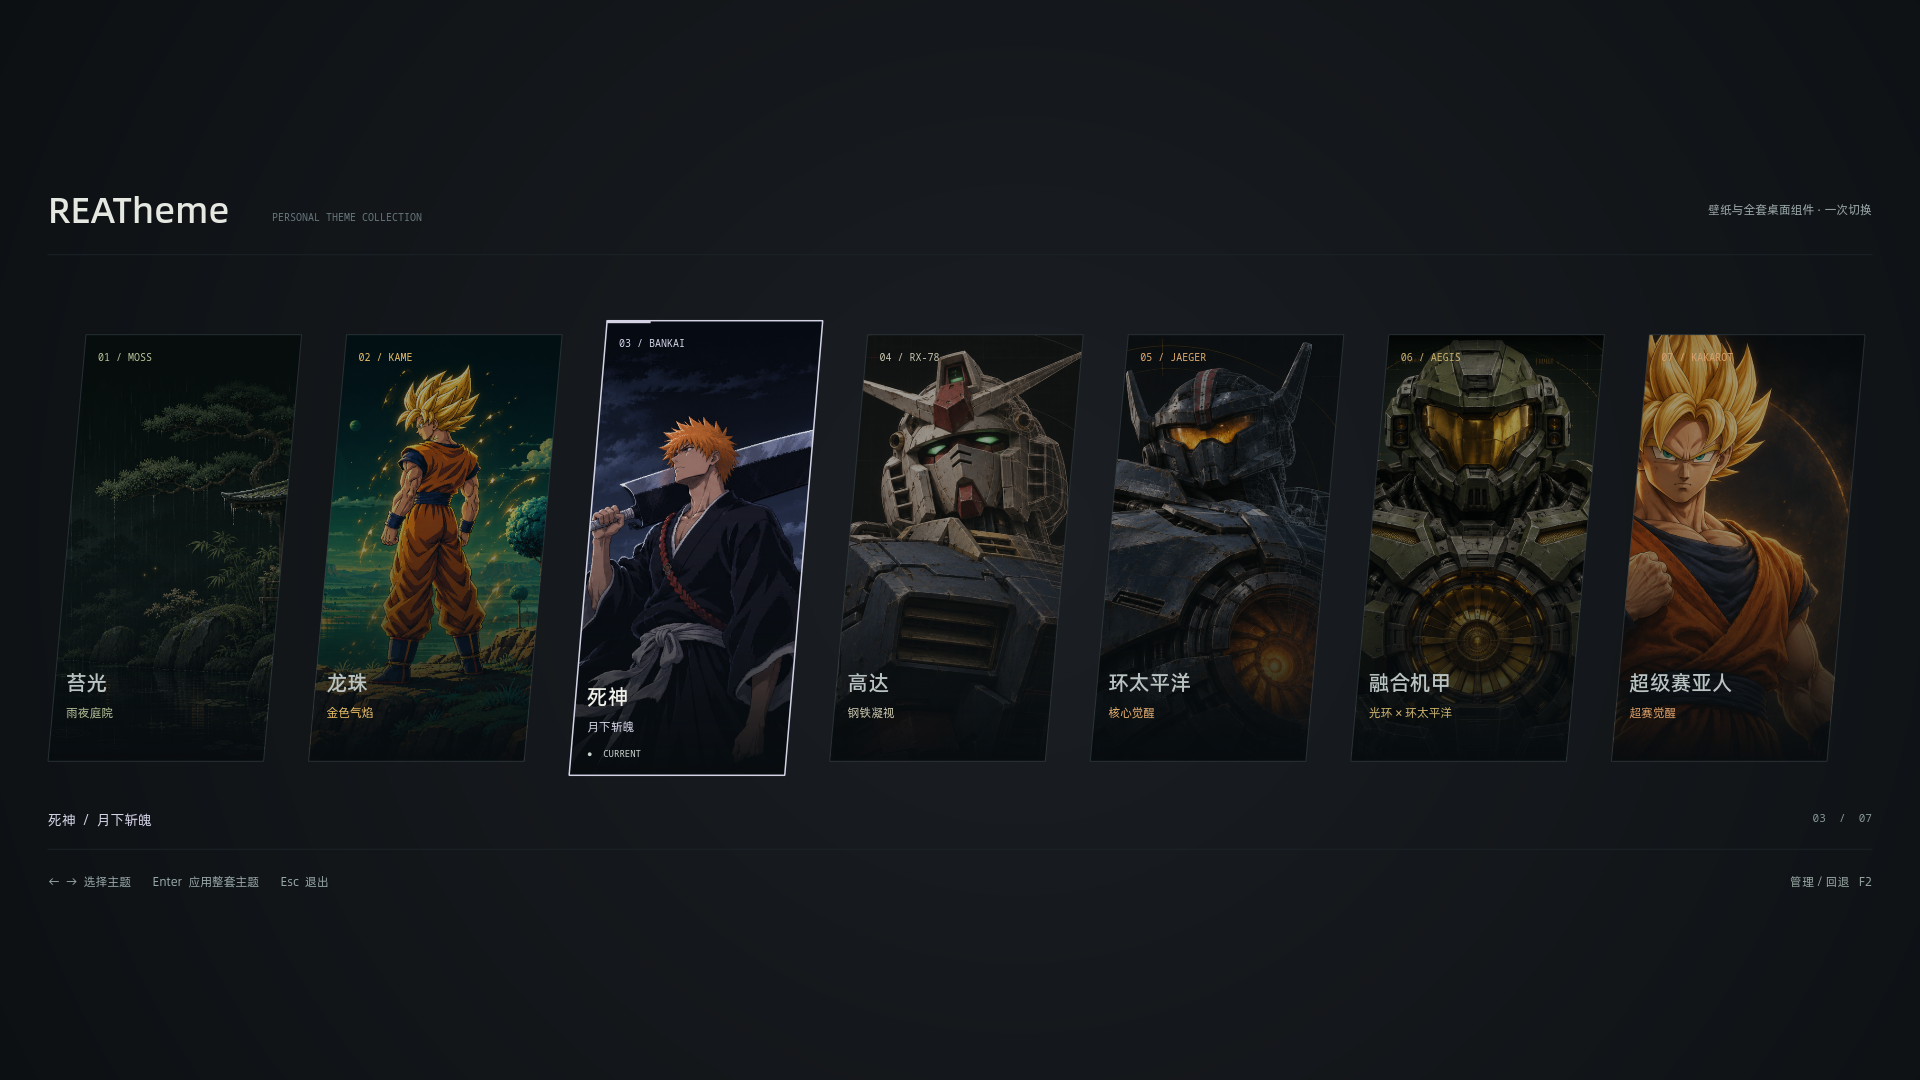 REATheme
PERSONAL THEME COLLECTION
壁纸与全套桌面组件 · 一次切换
01 / MOSS
苔光
雨夜庭院
02 / KAME
龙珠
金色气焰
03 / BANKAI
死神
月下斩魄
• CURRENT
04 / RX-78
高达
钢铁凝视
05 / JAEGER
环太平洋
核心觉醒
06 / AEGIS
融合机甲
光环 × 环太平洋
07 / KAKAROT
超级赛亚人
超赛觉醒
死神 / 月下斩魄
03 / 07
← → 选择主题 Enter 应用整套主题 Esc 退出
管理 / 回退 F2